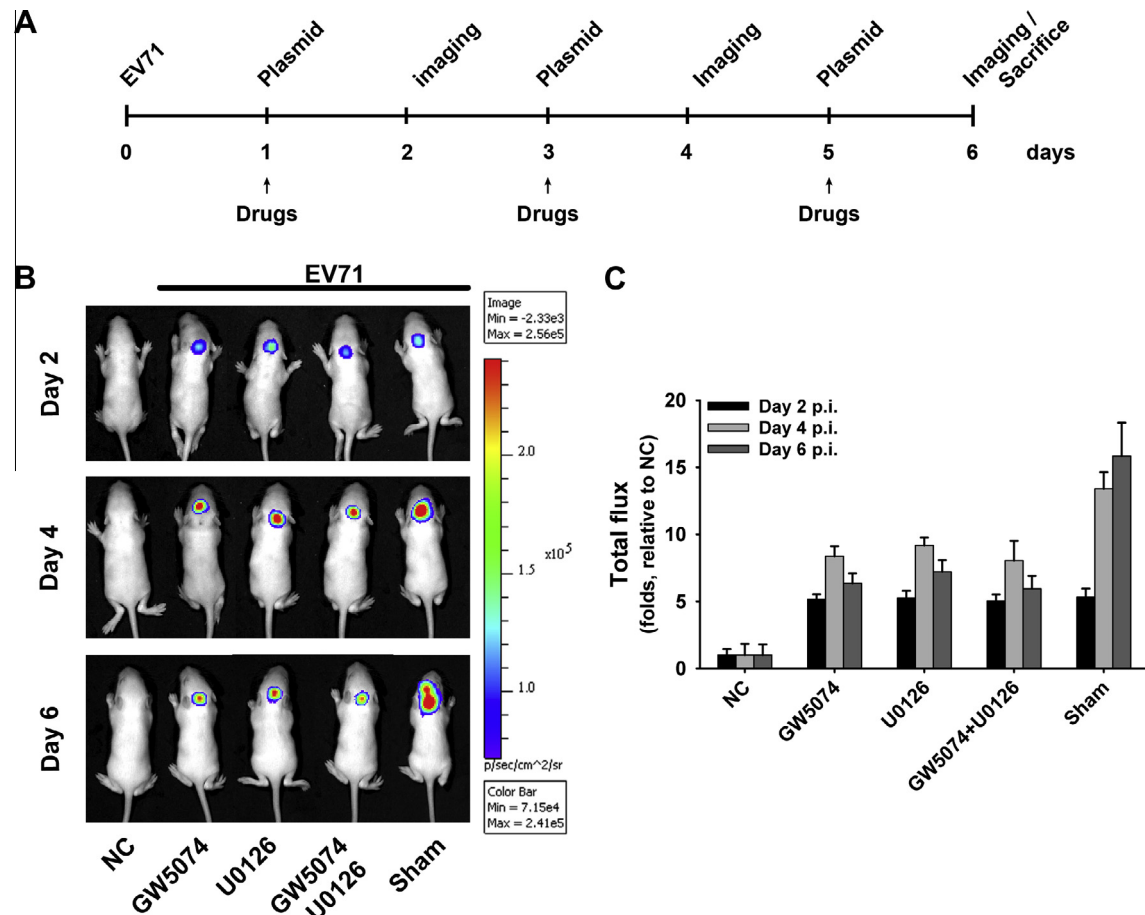 A
EV71
Plasmid
imaging
Plasmid
Imaging
Plasmid
Imaging /
Sacrifice
0 1 2 3 4 5 6 days
Drugs Drugs Drugs
B
EV71
Day 2
Day 4
Day 6
Image
Min = -2.33e3
Max = 2.56e5
2.0
x10^5
1.5
1.0
p/sec/cm^2/sr
Color Bar
Min = 7.15e4
Max = 2.41e5
NC
GW5074
U0126
GW5074
U0126
Sham
C
Total flux
(folds, relative to NC)
20
15
10
5
0
Day 2 p.i.
Day 4 p.i.
Day 6 p.i.
NC
GW5074
U0126
GW5074+U0126
Sham